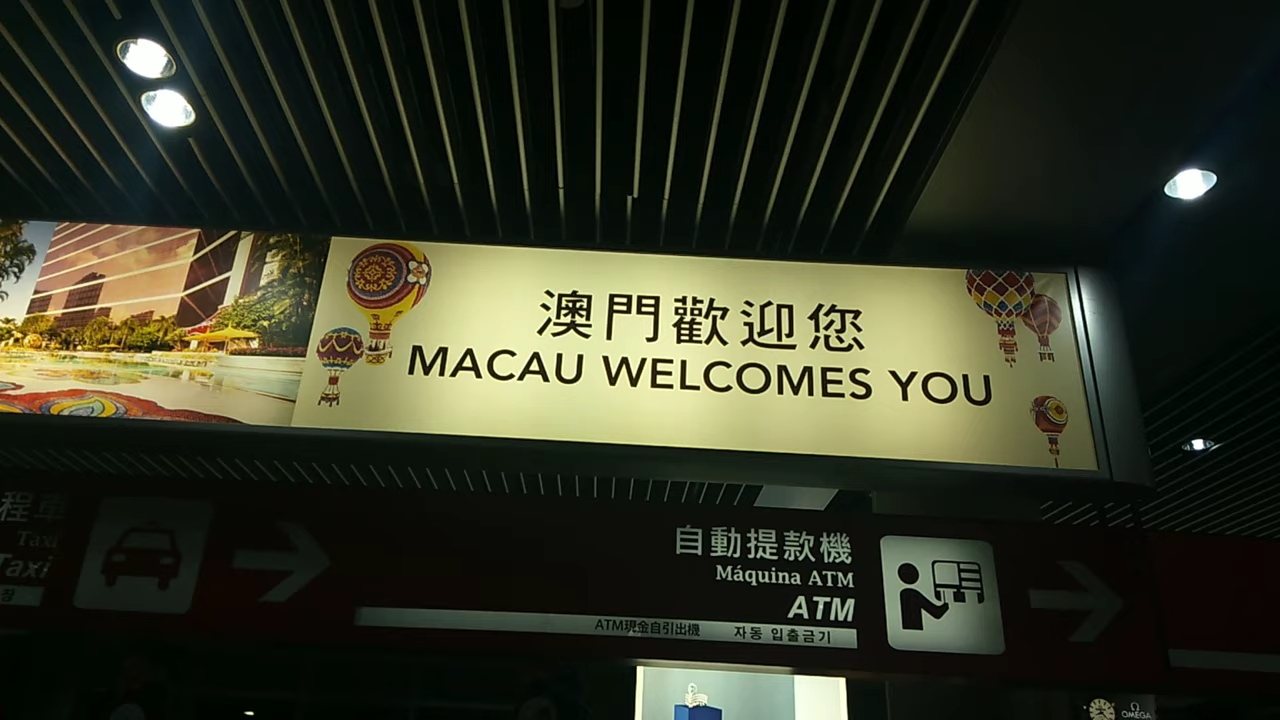 澳門歡迎您
MACAU WELCOMES YOU
程車
Taxi
Taxi
장
自動提款機
Máquina ATM
ATM
ATM現金自引出機 자동 입출금기
Ω
OMEGA